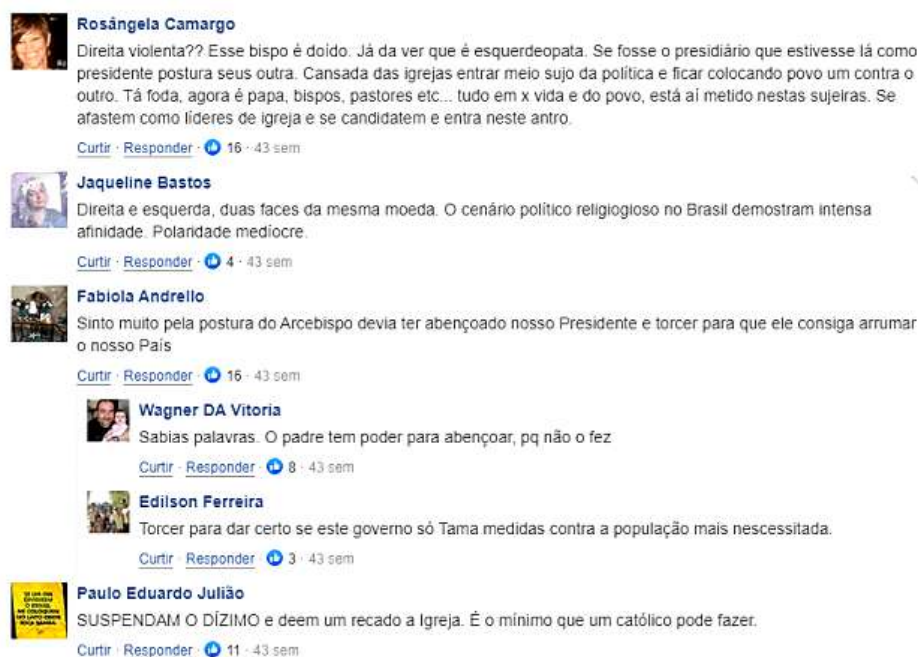 Rosângela Camargo
Direita violenta?? Esse bispo é doido. Já da ver que é esquerdeopata. Se fosse o presidiário que estivesse lá como
presidente postura seus outra. Cansada das igrejas entrar meio sujo da política e ficar colocando povo um contra o
outro. Tá foda, agora é papa, bispos, pastores etc... tudo em x vida e do povo, está aí metido nestas sujeiras. Se
afastem como líderes de igreja e se candidatem e entra neste antro.
Curtir · Responder · 16 · 43 sem
Jaqueline Bastos
Direita e esquerda, duas faces da mesma moeda. O cenário político religiogioso no Brasil demostram intensa
afinidade. Polaridade medíocre.
Curtir · Responder · 4 · 43 sem
Fabiola Andrello
Sinto muito pela postura do Arcebispo devia ter abençoado nosso Presidente e torcer para que ele consiga arrumar
o nosso País
Curtir · Responder · 16 · 43 sem
Wagner DA Vitoria
Sabias palavras. O padre tem poder para abençoar, pq não o fez
Curtir · Responder · 8 · 43 sem
Edilson Ferreira
Torcer para dar certo se este governo só Tama medidas contra a população mais nescessitada.
Curtir · Responder · 3 · 43 sem
Paulo Eduardo Julião
SUSPENDAM O DÍZIMO e deem um recado a Igreja. É o mínimo que um católico pode fazer.
Curtir · Responder · 11 · 43 sem